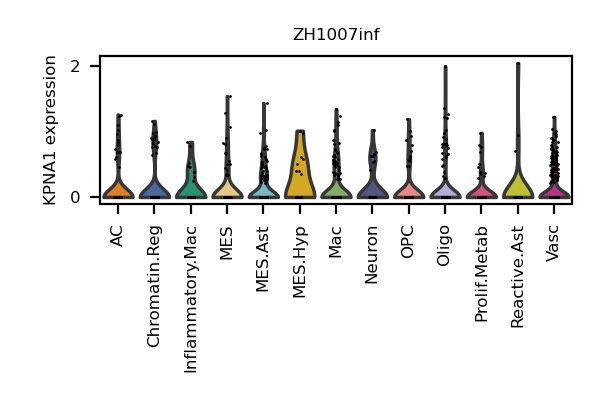 ZH1007inf
KPNA1 expression
2
0
AC
Chromatin.Reg
Inflammatory.Mac
MES
MES.Ast
MES.Hyp
Mac
Neuron
OPC
Oligo
Prolif.Metab
Reactive.Ast
Vasc